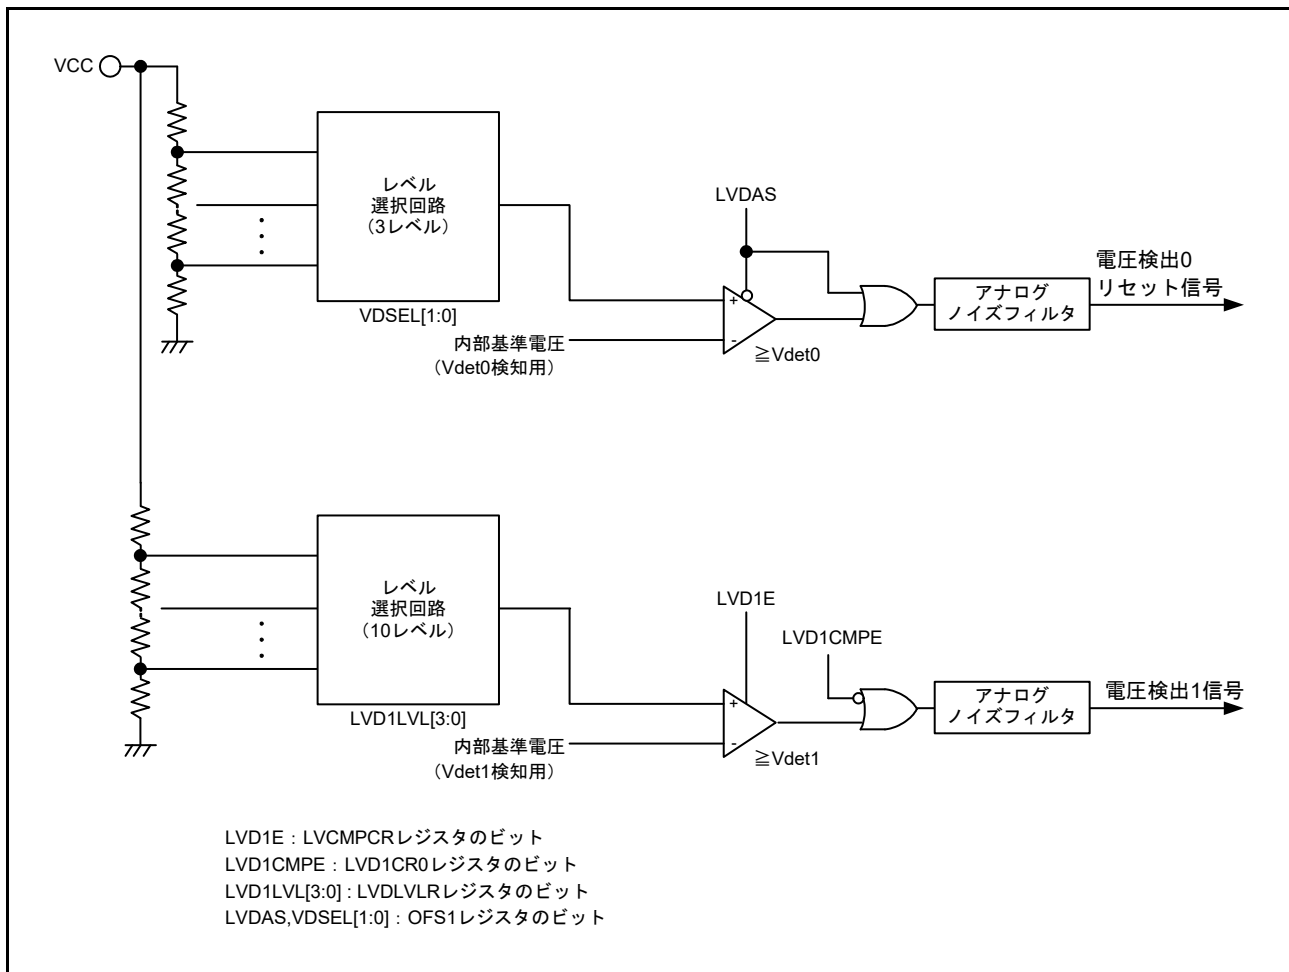 VCC
レベル
選択回路
（3レベル）
VDSEL[1:0]
LVDAS
+
-
内部基準電圧
（Vdet0検知用）
≧Vdet0
アナログ
ノイズフィルタ
電圧検出0
リセット信号
レベル
選択回路
（10レベル）
LVD1LVL[3:0]
LVD1E
LVD1CMPE
+
-
内部基準電圧
（Vdet1検知用）
≧Vdet1
アナログ
ノイズフィルタ
電圧検出1信号
LVD1E：LVCMPCRレジスタのビット
LVD1CMPE：LVD1CR0レジスタのビット
LVD1LVL[3:0]：LVDLVLRレジスタのビット
LVDAS,VDSEL[1:0]：OFS1レジスタのビット